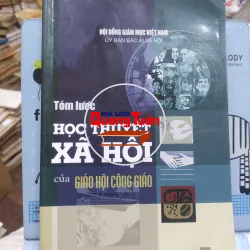 HỘI ĐỒNG GIÁM MỤC VIỆT NAM
ỦY BAN BÁC ÁI XÃ HỘI
Tóm lược
HỌC THUYẾT
XÃ HỘI
của GIÁO HỘI CÔNG GIÁO